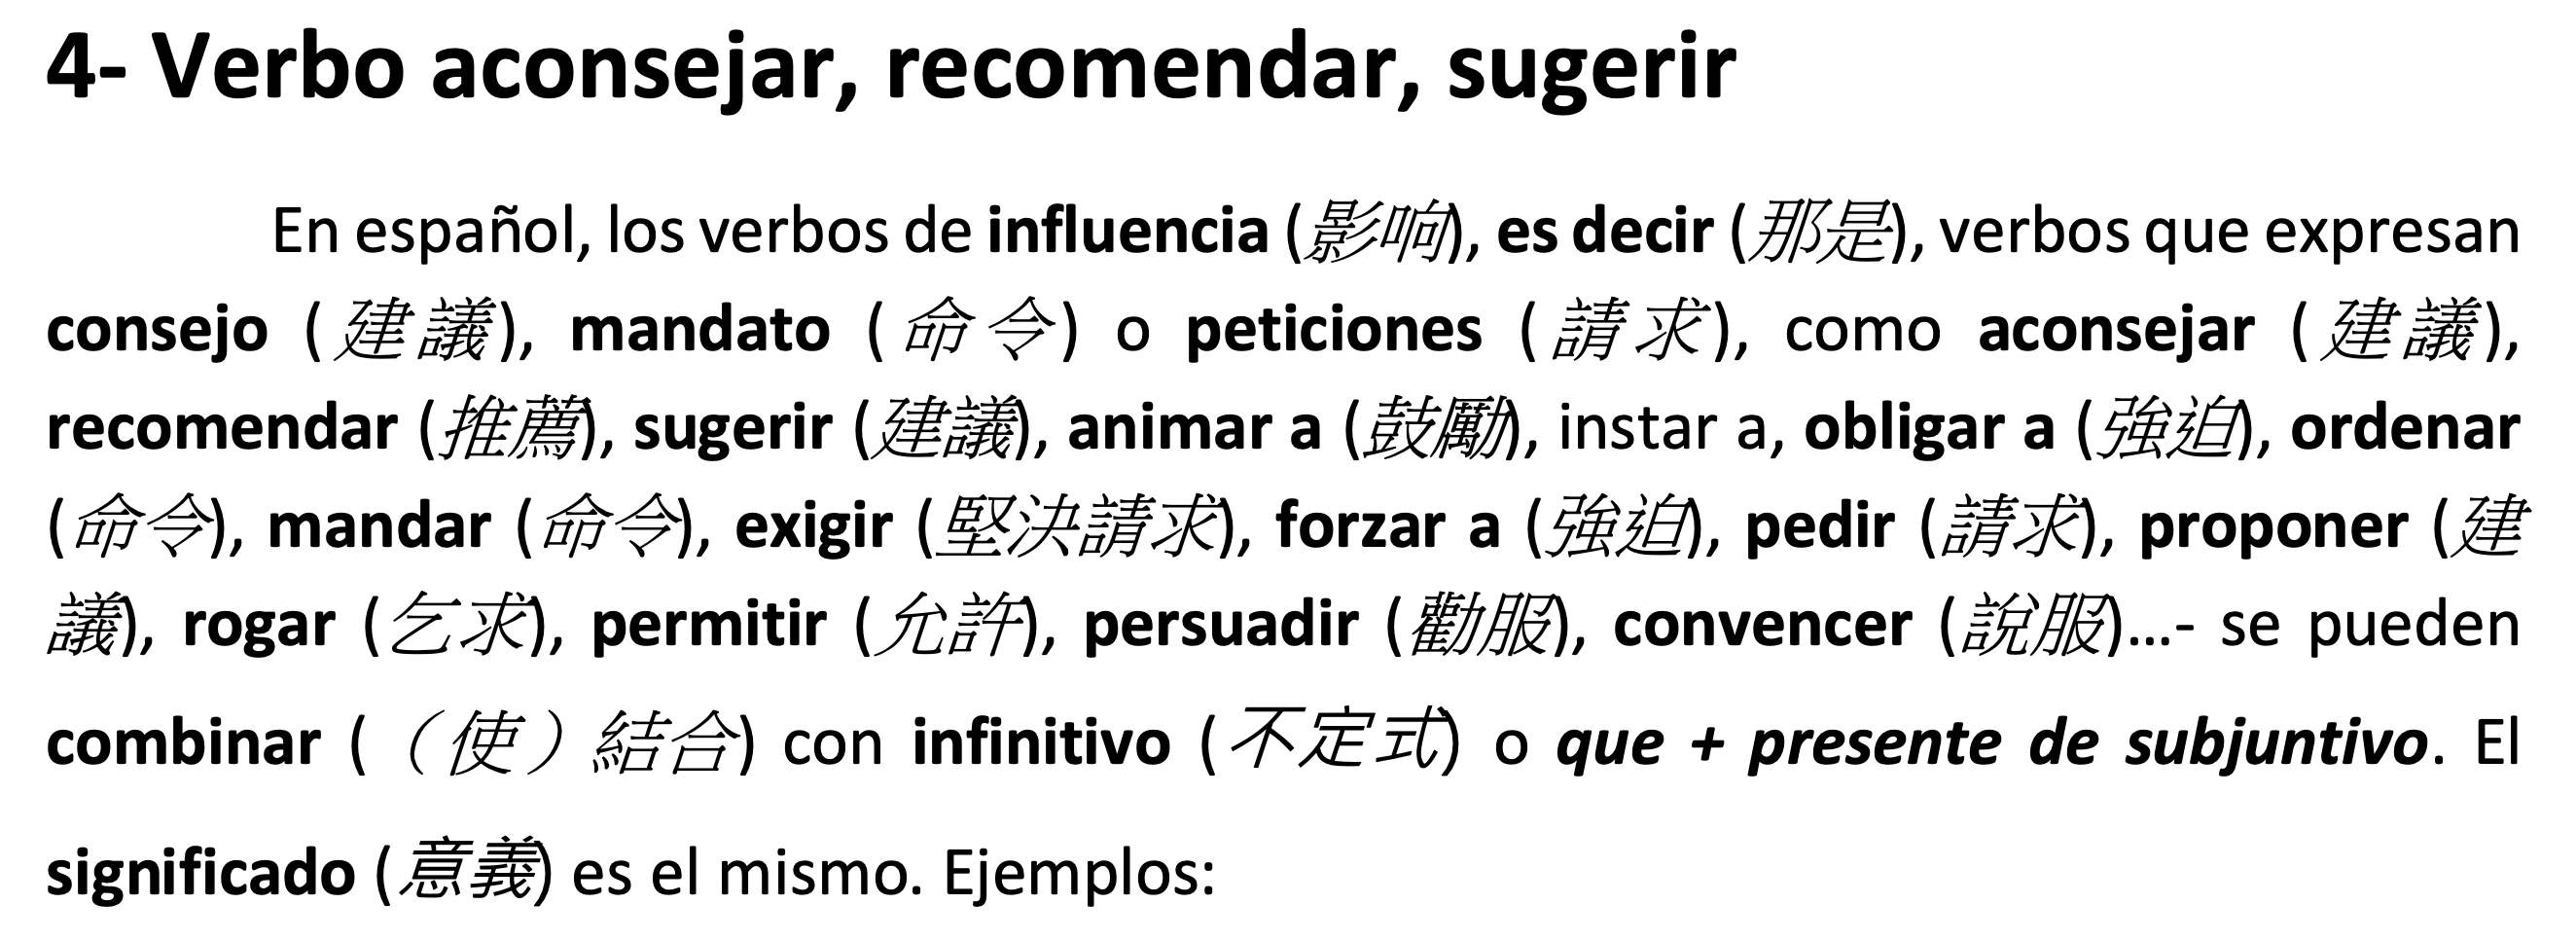 4- Verbo aconsejar, recomendar, sugerir
En español, los verbos de influencia (影响), es decir (那是), verbos que expresan
consejo (建議), mandato (命令) o peticiones (請求), como aconsejar (建議),
recomendar (推薦), sugerir (建議), animar a (鼓勵), instar a, obligar a (強迫), ordenar
(命令), mandar (命令), exigir (堅決請求), forzar a (強迫), pedir (請求), proponer (建
議), rogar (乞求), permitir (允許), persuadir (勸服), convencer (說服)...- se pueden
combinar (（使）結合) con infinitivo (不定式) o que + presente de subjuntivo. El
significado (意義) es el mismo. Ejemplos: